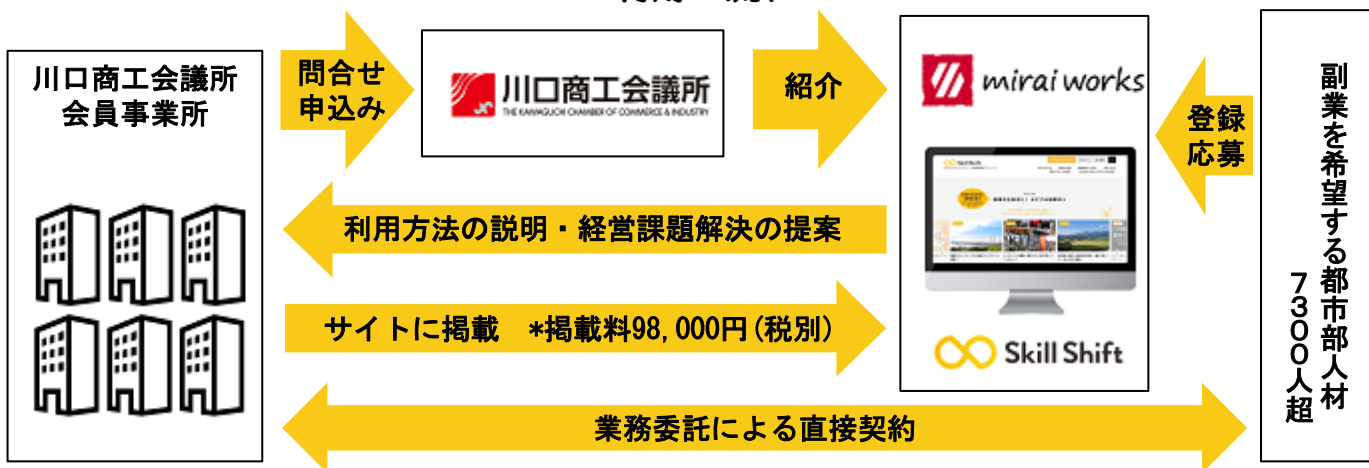 川口商工会議所
会員事業所
問合せ
申込み
川口商工会議所
THE KAWAGUCHI CHAMBER OF COMMERCE & INDUSTRY
紹介
mirai works
登録
応募
副業を希望する都市部人材
7300人超
利用方法の説明・経営課題解決の提案
サイトに掲載　*掲載料98,000円(税別)
Skill Shift
業務委託による直接契約